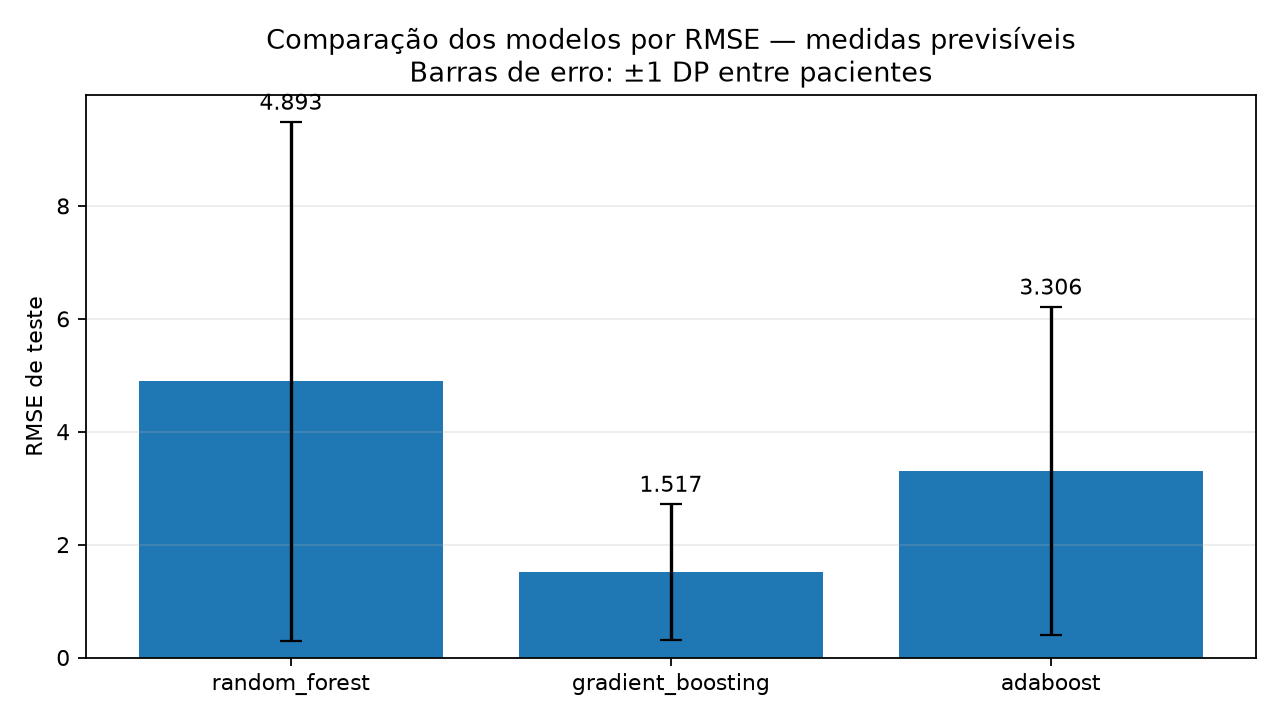 Comparação dos modelos por RMSE — medidas previsíveis
Barras de erro: ±1 DP entre pacientes
4.893
8
3.306
6
RMSE de teste
4
1.517
2
0
random_forest
gradient_boosting
adaboost